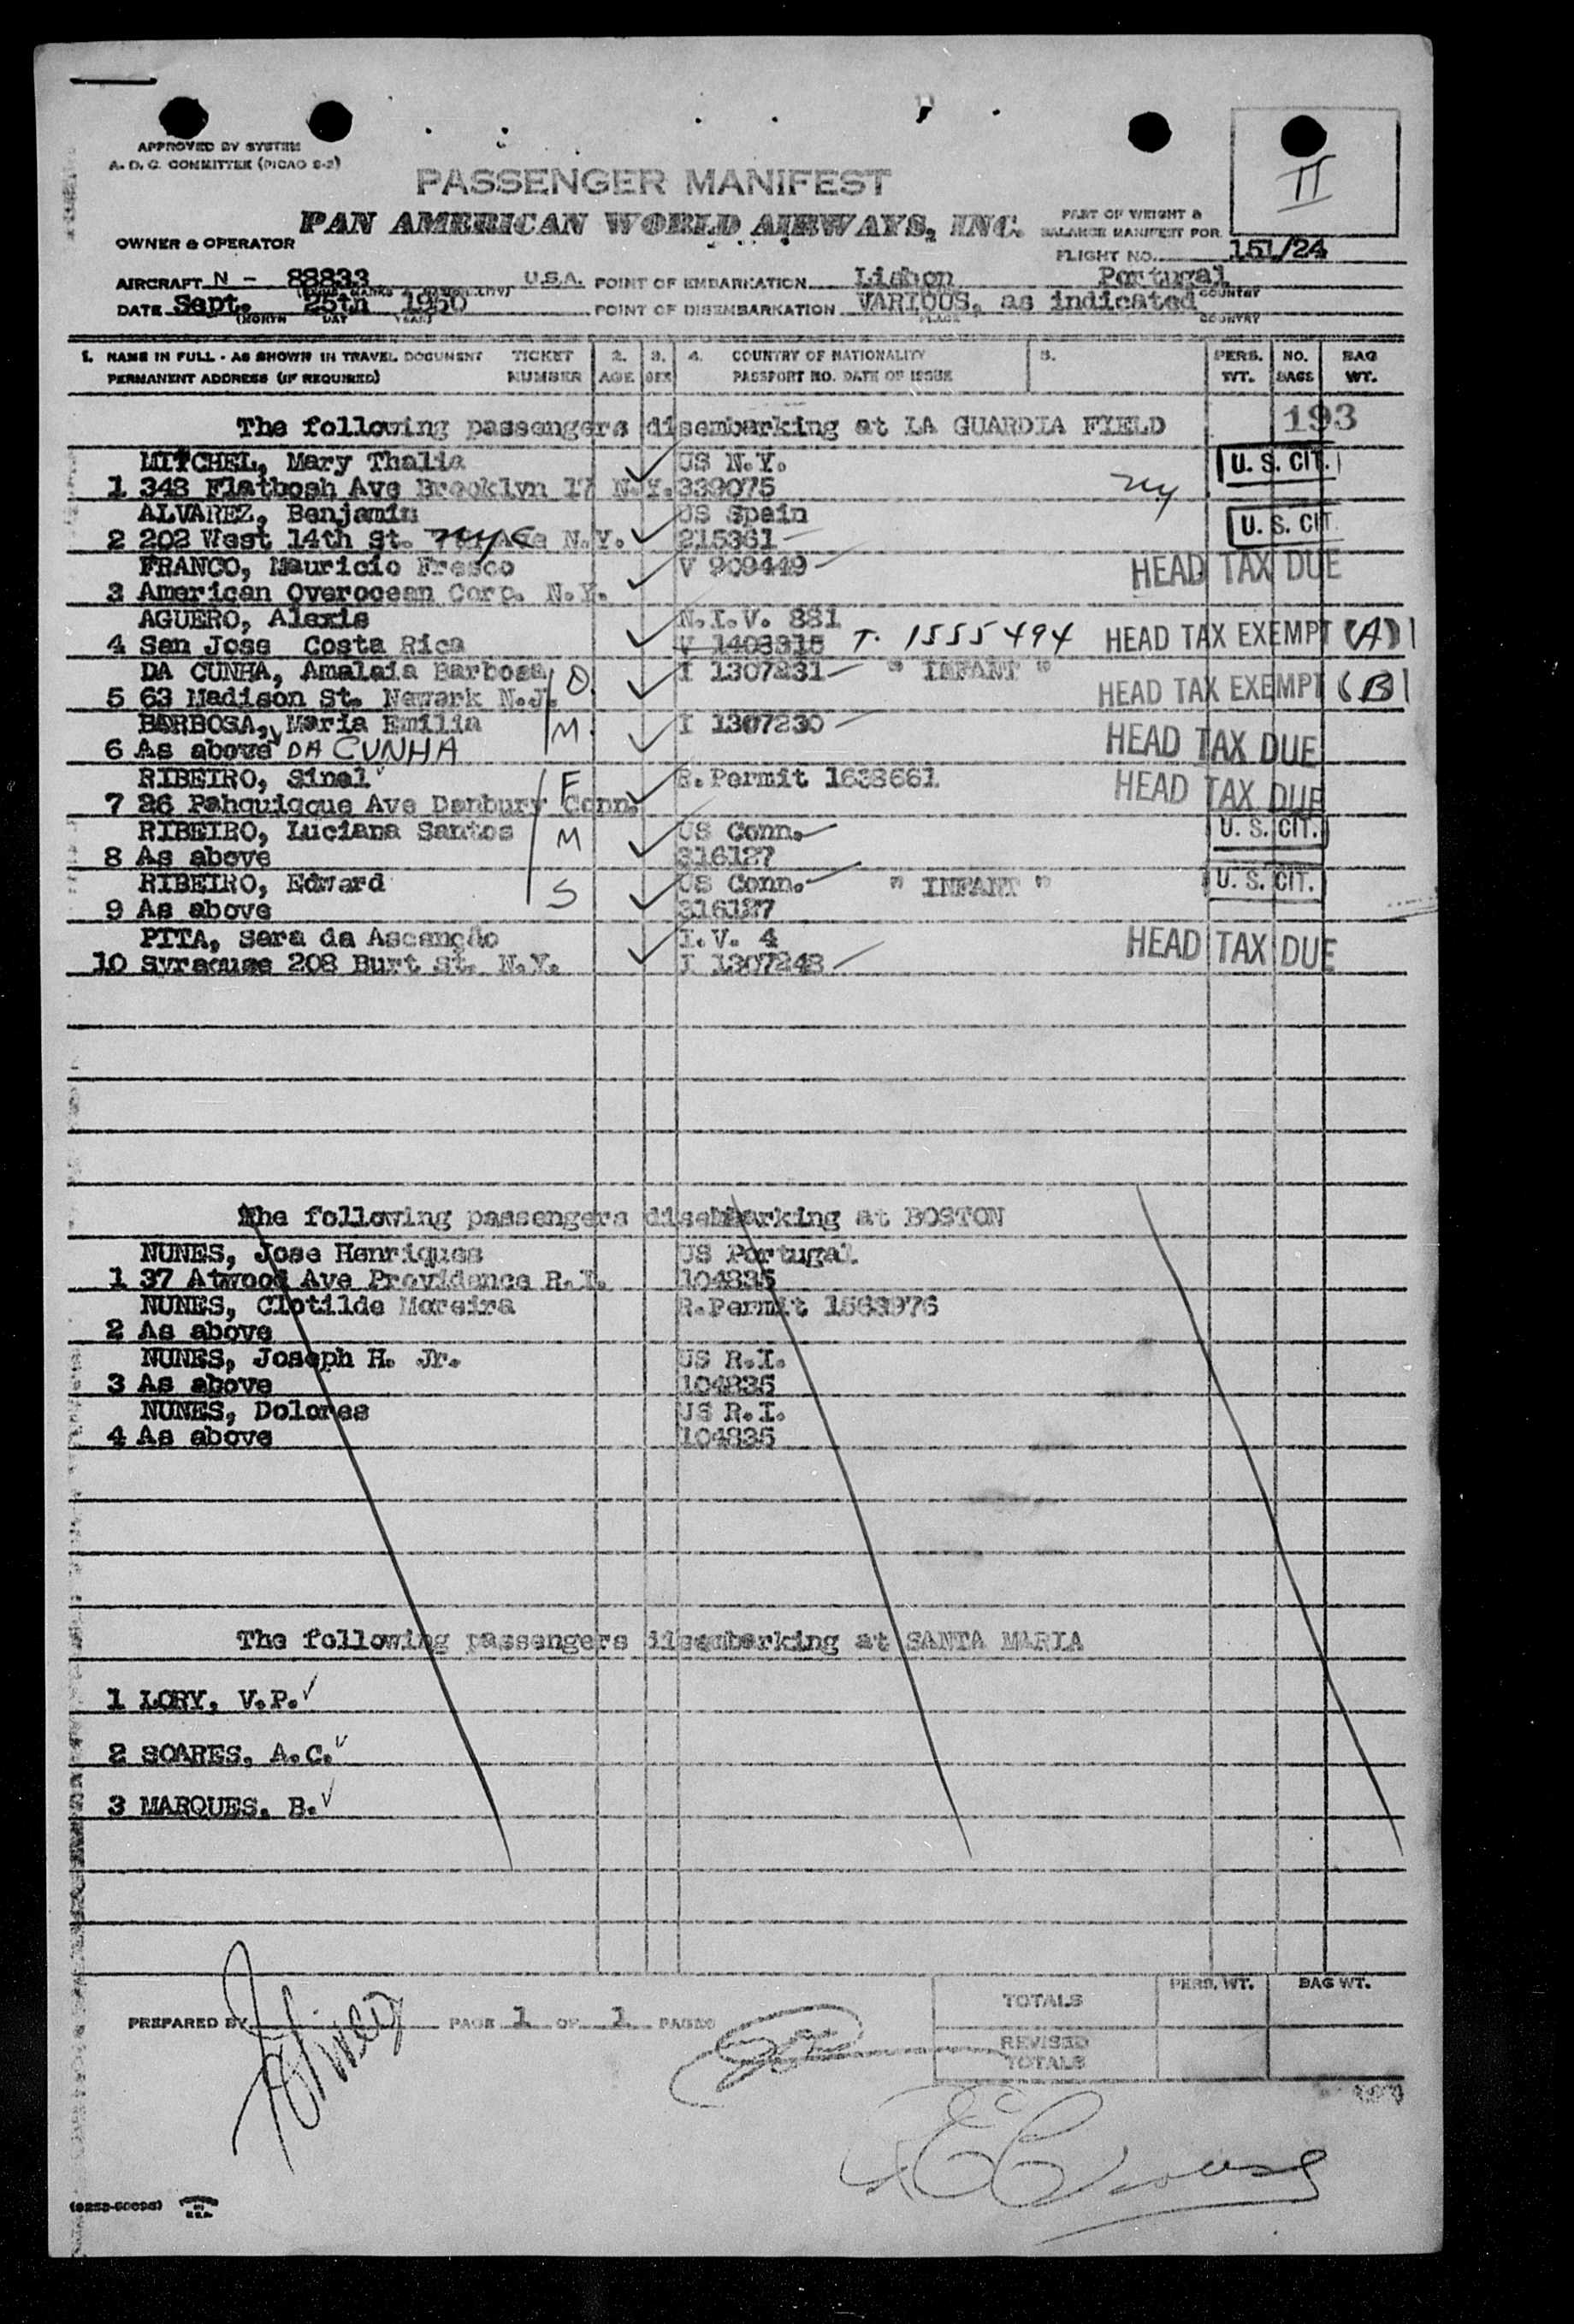 APPROVED BY SYSTEM
A. D. C. COMMITTEE (PICAO S-2)
II
PASSENGER MANIFEST
PAN AMERICAN WORLD AIRWAYS, INC.
PART OF WEIGHT &
BALANCE MANIFEST FOR
OWNER & OPERATOR
FLIGHT NO. 151/24
AIRCRAFT N - 88833 U.S.A. POINT OF EMBARKATION Lisbon Portugal
DATE Sept. 25th 1950 POINT OF DISEMBARKATION VARIOUS, as indicated COUNTRY
(MONTH DAY YEAR) PLACE COUNTRY
1. NAME IN FULL - AS SHOWN IN TRAVEL DOCUMENT TICKET 2. 3. 4. COUNTRY OF NATIONALITY 5. PERS. NO. BAG
PERMANENT ADDRESS (IF REQUIRED) NUMBER AGE SEX PASSPORT NO. DATE OF ISSUE WT. BAGS WT.
The following passengers disembarking at LA GUARDIA FIELD 193
MITCHEL, Mary Thalia US N.Y. U. S. CIT.
1 348 Flatbosh Ave Brooklyn 17 N.Y. 339075 ny
ALVAREZ, Benjamin US Spain U. S. CIT.
2 202 West 14th St. nyc N.Y. 215361
FRANCO, Mauricio Fresco V 909449 HEAD TAX DUE
3 American Overocean Corp. N.Y.
AGUERO, Alexis N.I.V. 881
4 San Jose Costa Rica V 1408315 T. 1555494 HEAD TAX EXEMPT (A)
DA CUNHA, Amalaia Barbosa D. I 1307231 " INFANT "
5 63 Madison St. Newark N.J. HEAD TAX EXEMPT (B)
BARBOSA, Maria Emilia M. I 1307230
6 As above DA CUNHA HEAD TAX DUE
RIBEIRO, Sinel F R.Permit 1638661 HEAD TAX DUE
7 26 Pahquioque Ave Danbury Conn.
RIBEIRO, Luciana Santos M US Conn. U. S. CIT.
8 As above 316127
RIBEIRO, Edward S US Conn. " INFANT " U. S. CIT.
9 As above 316127
PITA, Sara da Ascenção I.V. 4 HEAD TAX DUE
10 Syracuse 208 Burt St. N.Y. I 1307248
The following passengers disembarking at BOSTON
NUNES, Jose Henriques US Portugal
1 37 Atwood Ave Providence R.I. 104835
NUNES, Clotilde Moreira R.Permit 1563976
2 As above
NUNES, Joseph H. Jr. US R.I.
3 As above 104835
NUNES, Dolores US R.I.
4 As above 104835
The following passengers disembarking at SANTA MARIA
1 LORY, V.P.
2 SOARES, A.C.
3 MARQUES, B.
PERS. WT. BAG WT.
TOTALS
PREPARED BY PAGE 1 OF 1 PAGES
REVISED
TOTALS